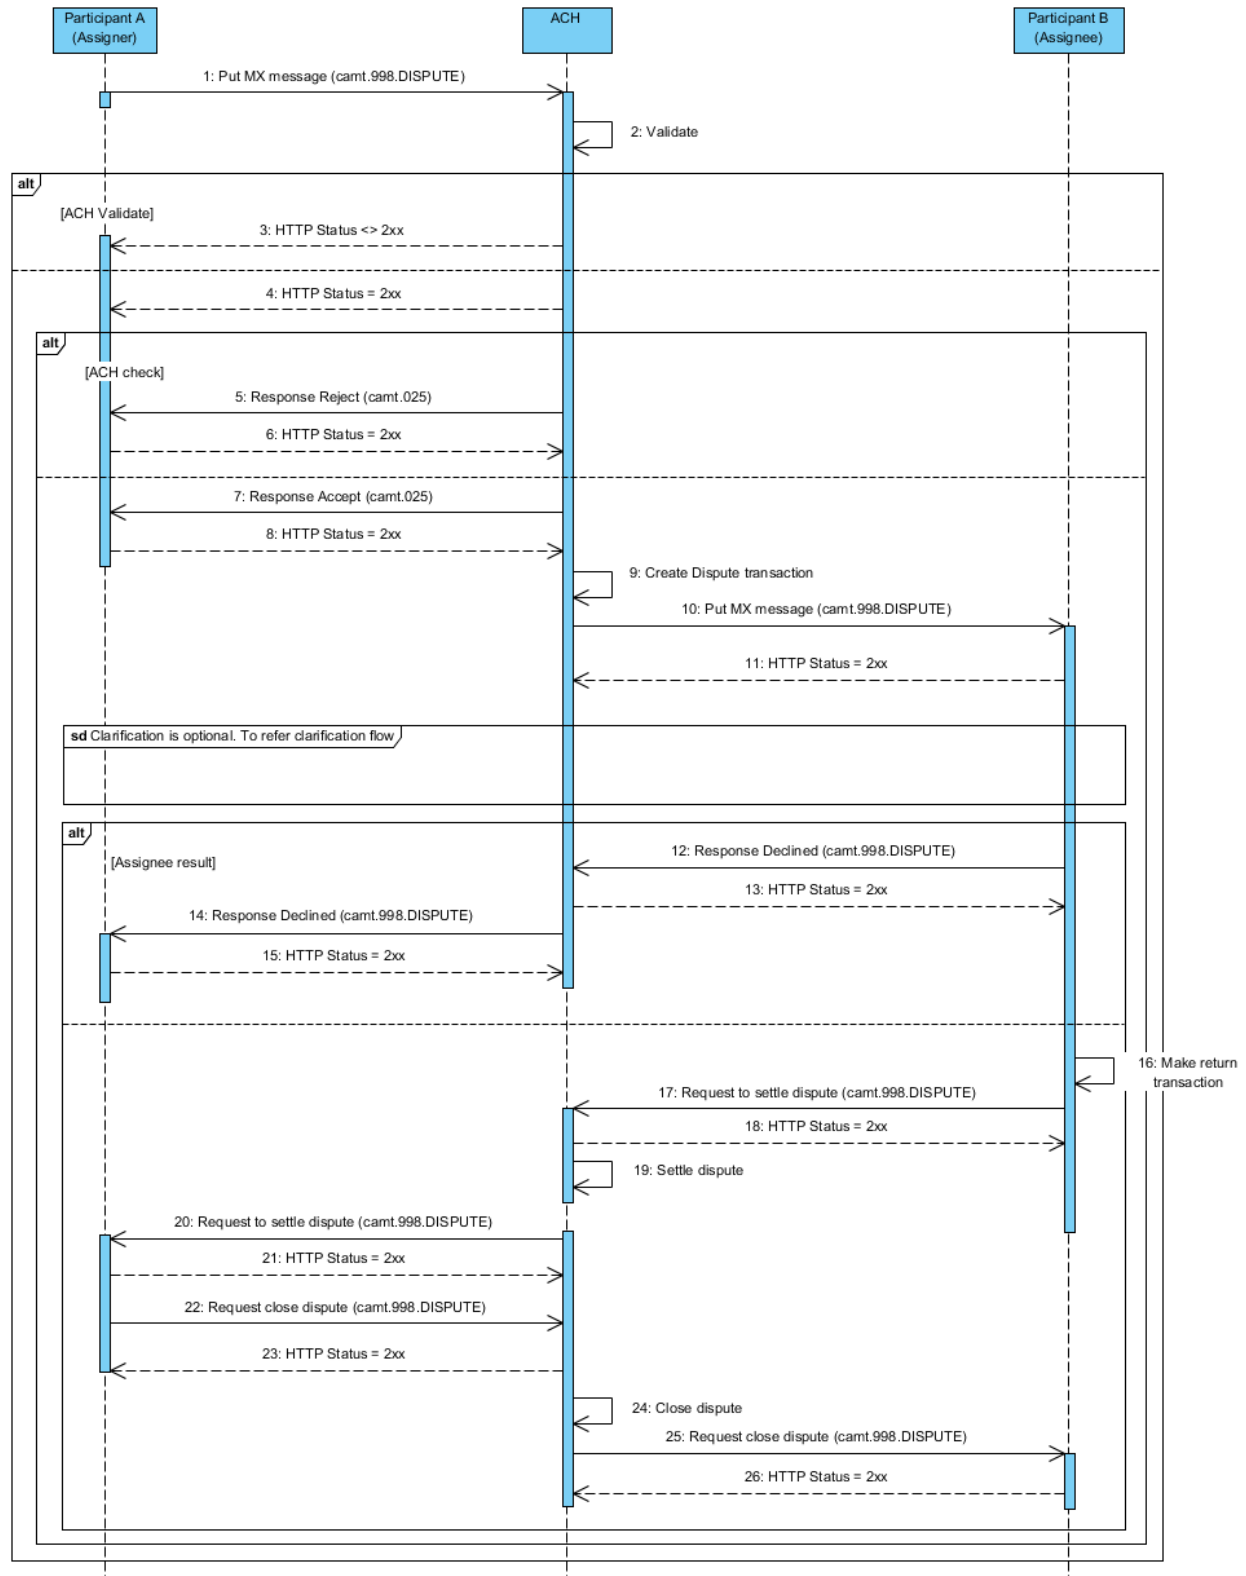 Participant A
(Assigner)
ACH
Participant B
(Assignee)
1: Put MX message (camt.998.DISPUTE)
2: Validate
alt
[ACH Validate]
3: HTTP Status <> 2xx
4: HTTP Status = 2xx
alt
[ACH check]
5: Response Reject (camt.025)
6: HTTP Status = 2xx
7: Response Accept (camt.025)
8: HTTP Status = 2xx
9: Create Dispute transaction
10: Put MX message (camt.998.DISPUTE)
11: HTTP Status = 2xx
sd Clarification is optional. To refer clarification flow
alt
[Assignee result]
12: Response Declined (camt.998.DISPUTE)
13: HTTP Status = 2xx
14: Response Declined (camt.998.DISPUTE)
15: HTTP Status = 2xx
16: Make return
transaction
17: Request to settle dispute (camt.998.DISPUTE)
18: HTTP Status = 2xx
19: Settle dispute
20: Request to settle dispute (camt.998.DISPUTE)
21: HTTP Status = 2xx
22: Request close dispute (camt.998.DISPUTE)
23: HTTP Status = 2xx
24: Close dispute
25: Request close dispute (camt.998.DISPUTE)
26: HTTP Status = 2xx